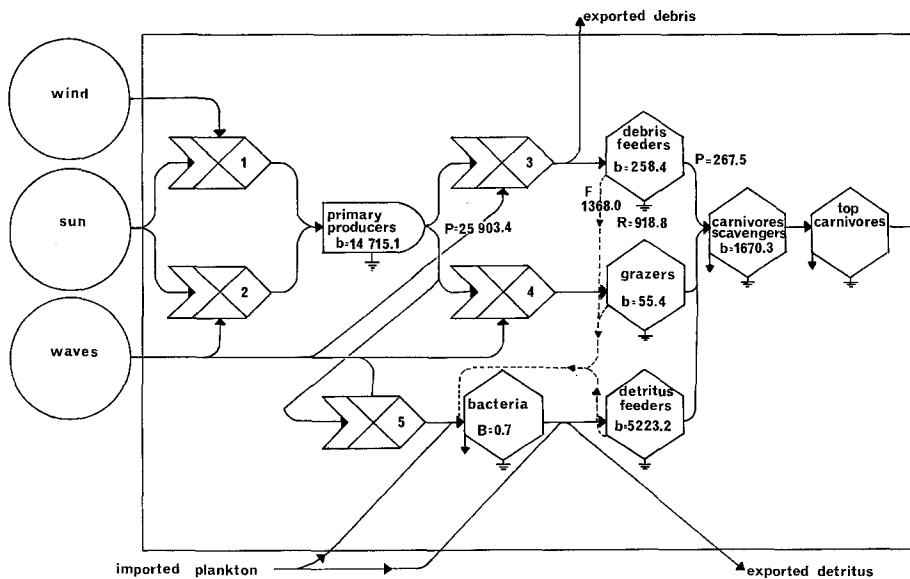 exported debris
wind
1
3
debris
feeders
b=258.4
P=267.5
F
1368.0
R=918.8
sun
primary
producers
b=14 715.1
P=25 903.4
carnivores
scavengers
b=1670.3
top
carnivores
2
4
grazers
b=55.4
waves
5
bacteria
B=0.7
detritus
feeders
b=5223.2
imported plankton
exported detritus